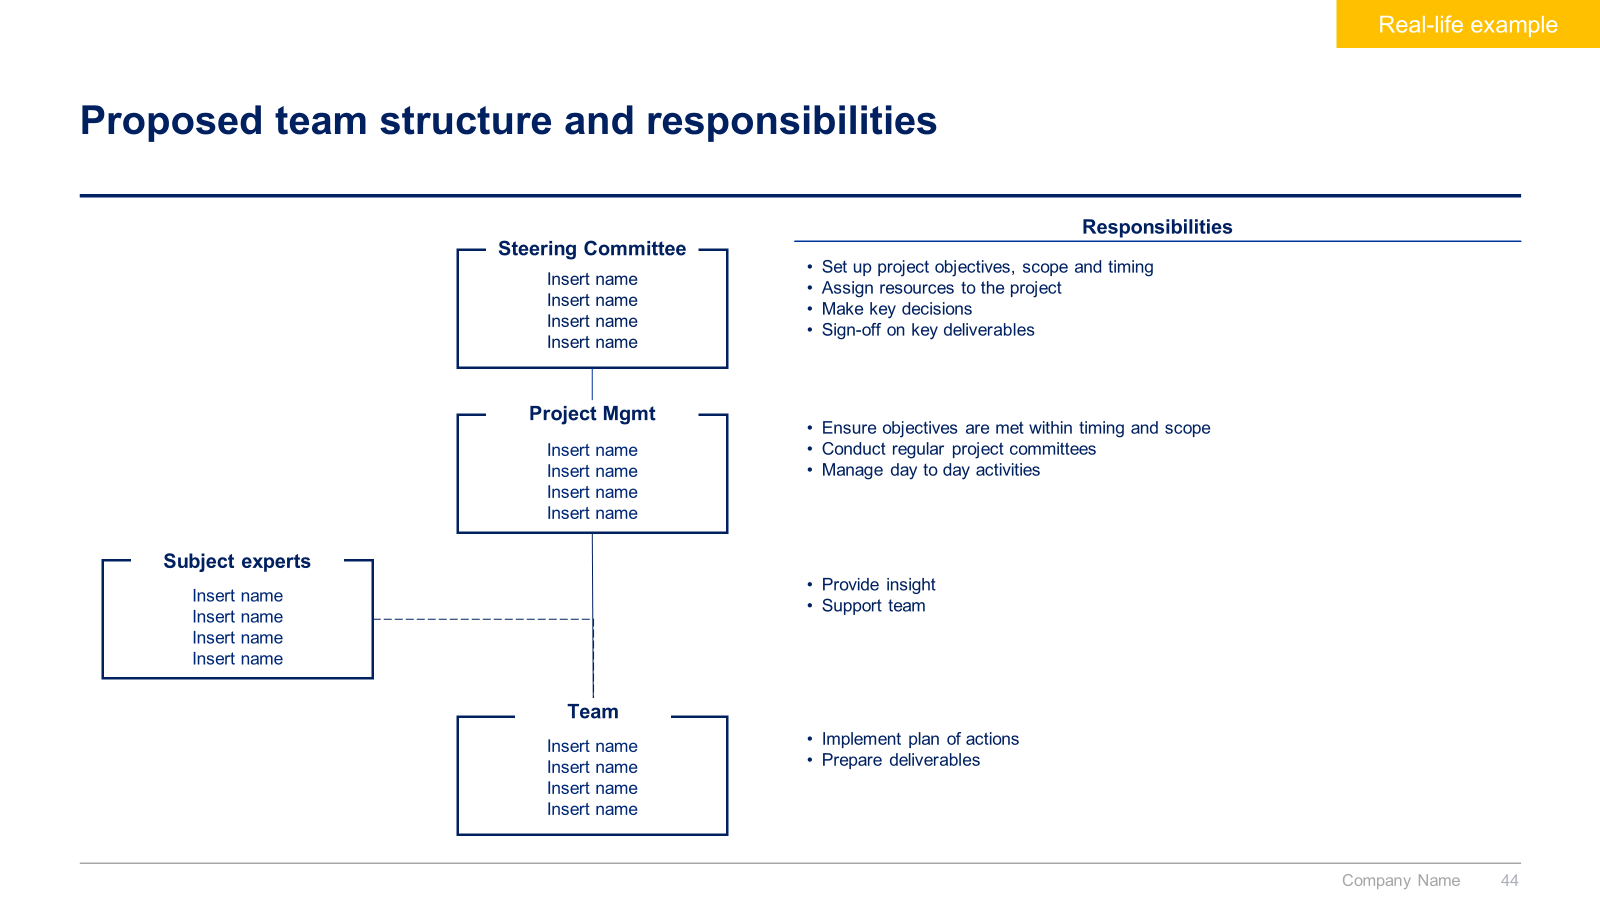 Real-life example
Proposed team structure and responsibilities
Responsibilities
Steering Committee
Insert name
Insert name
Insert name
Insert name
• Set up project objectives, scope and timing
• Assign resources to the project
• Make key decisions
• Sign-off on key deliverables
Project Mgmt
Insert name
Insert name
Insert name
Insert name
• Ensure objectives are met within timing and scope
• Conduct regular project committees
• Manage day to day activities
Subject experts
Insert name
Insert name
Insert name
Insert name
• Provide insight
• Support team
Team
Insert name
Insert name
Insert name
Insert name
• Implement plan of actions
• Prepare deliverables
Company Name 44